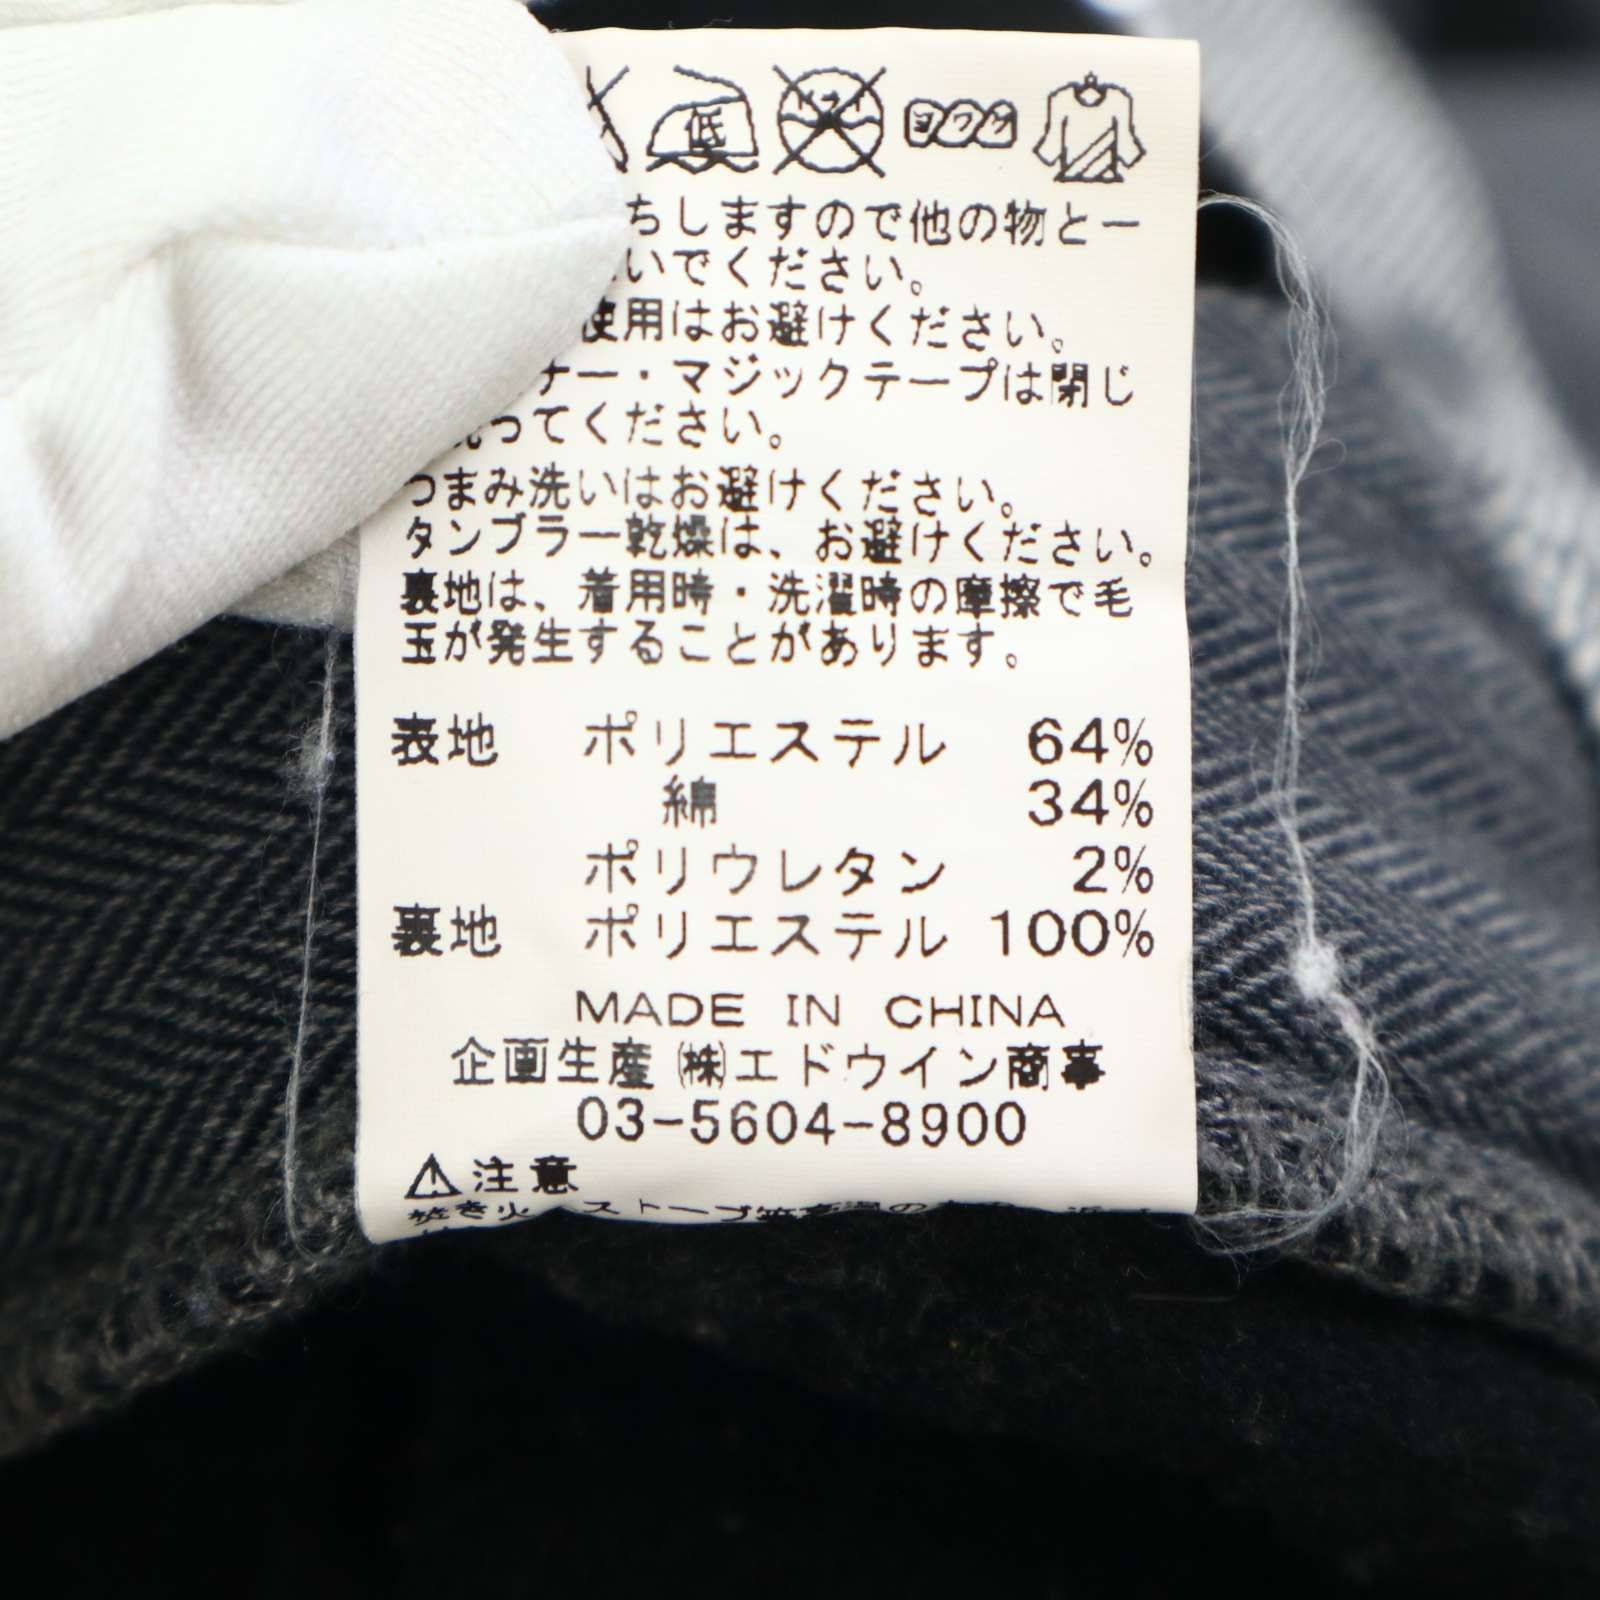 低
ドライ
ヨワク
ちしますので他の物と一
いでください。
使用はお避けください。
ナー・マジックテープは閉じ
洗ってください。
つまみ洗いはお避けください。
タンブラー乾燥は、お避けください。
裏地は、着用時・洗濯時の摩擦で毛
玉が発生することがあります。
表地 ポリエステル 64%
綿 34%
ポリウレタン 2%
裏地 ポリエステル 100%
MADE IN CHINA
企画生産 ㈱エドウイン商事
03-5604-8900
⚠注意